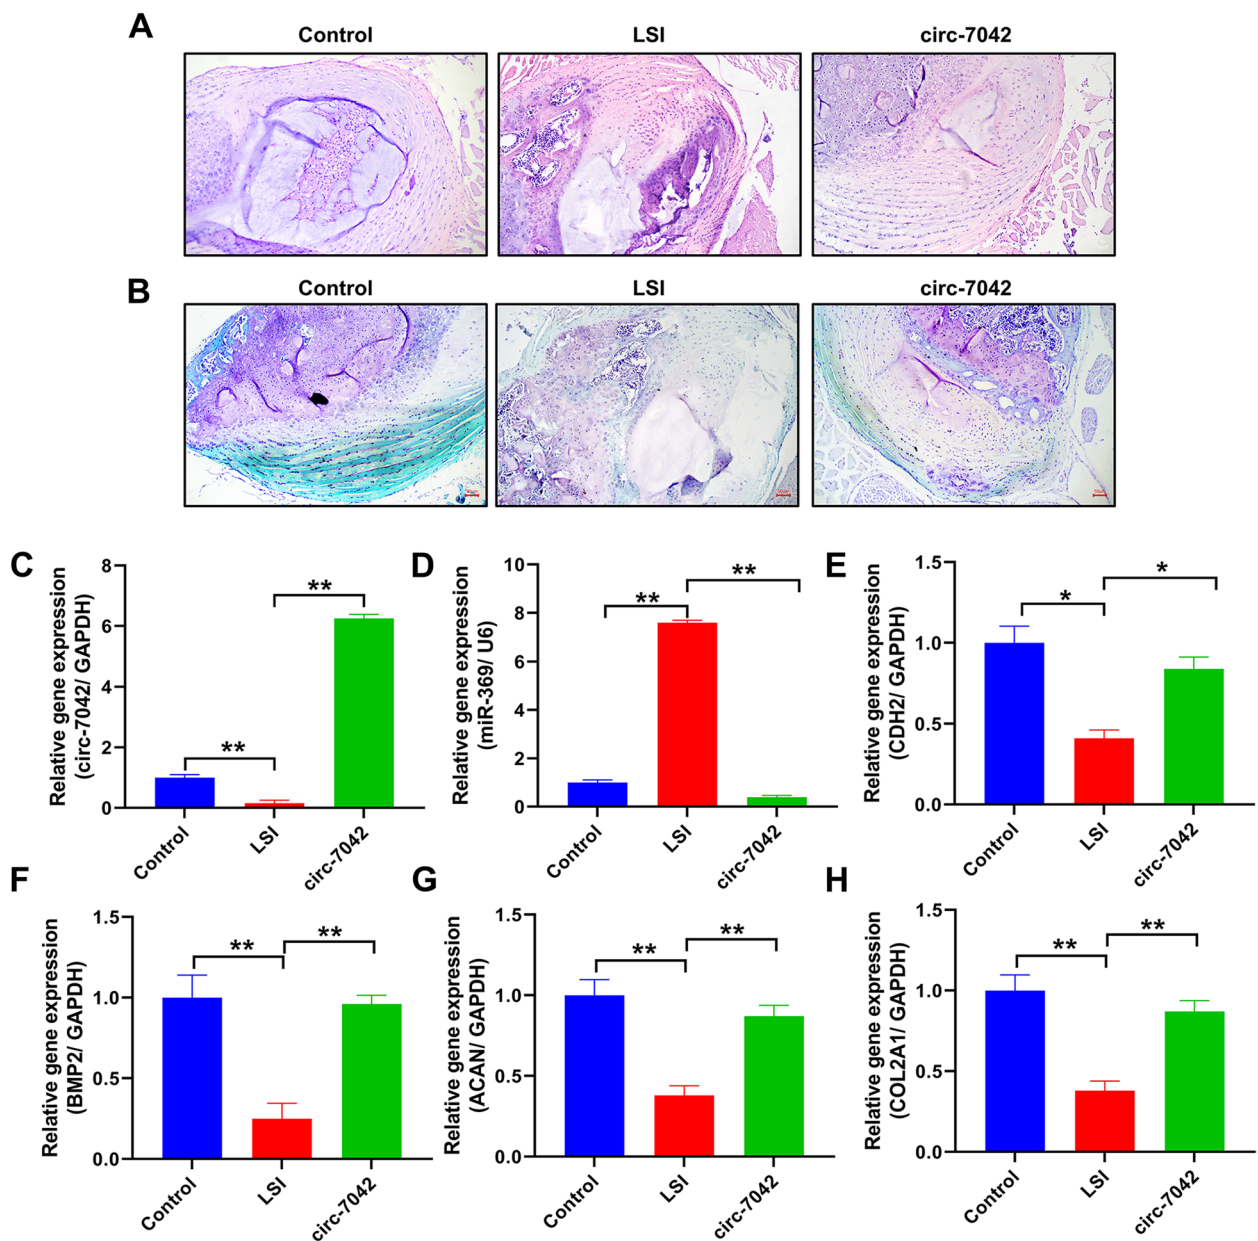 A
Control
LSI
circ-7042
B
Control
LSI
circ-7042
C
Relative gene expression
(circ-7042/ GAPDH)
8
6
4
2
0
**
**
Control
LSI
circ-7042
D
Relative gene expression
(miR-369/ U6)
10
8
6
4
2
0
**
**
Control
LSI
circ-7042
E
Relative gene expression
(CDH2/ GAPDH)
1.5
1.0
0.5
0.0
*
*
Control
LSI
circ-7042
F
Relative gene expression
(BMP2/ GAPDH)
1.5
1.0
0.5
0.0
**
**
Control
LSI
circ-7042
G
Relative gene expression
(ACAN/ GAPDH)
1.5
1.0
0.5
0.0
**
**
Control
LSI
circ-7042
H
Relative gene expression
(COL2A1/ GAPDH)
1.5
1.0
0.5
0.0
**
**
Control
LSI
circ-7042